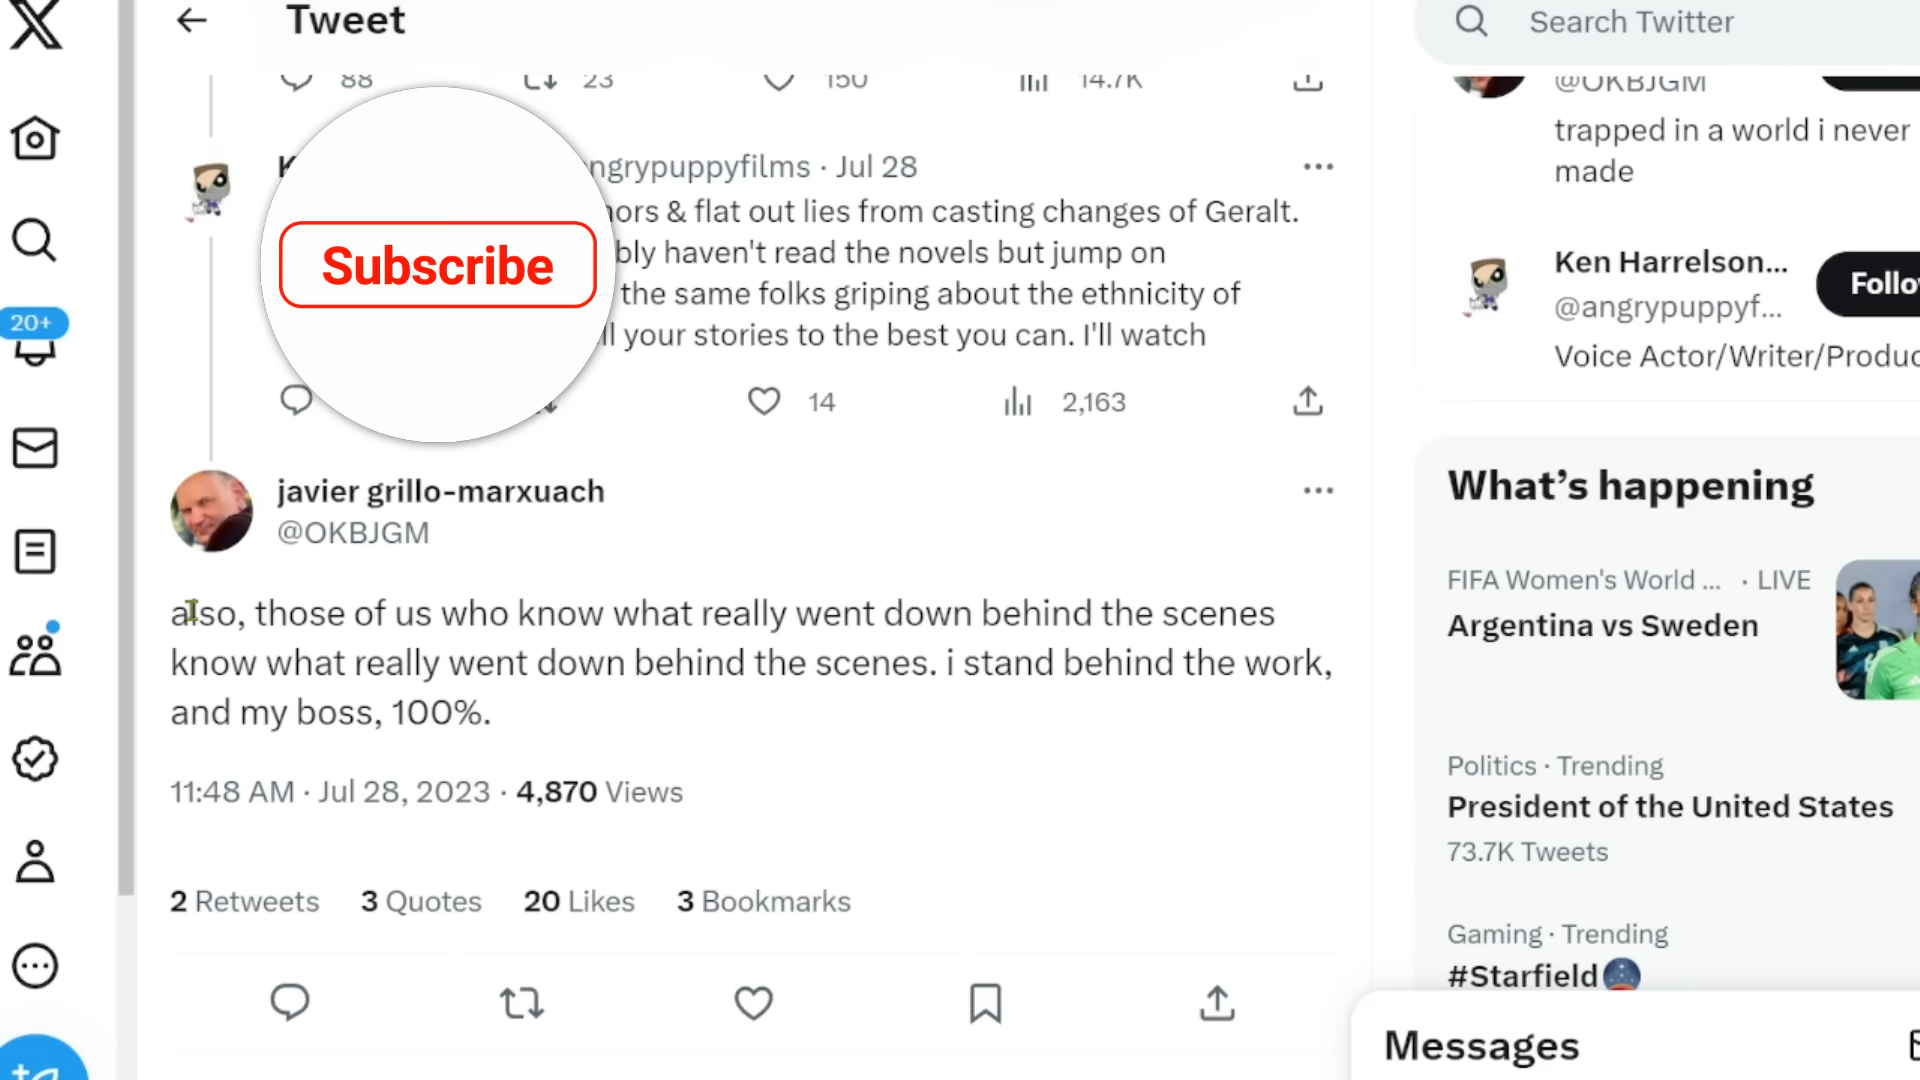 Tweet
88 23 150 14.7K
ngrypuppyfilms · Jul 28
ors & flat out lies from casting changes of Geralt.
bly haven't read the novels but jump on
the same folks griping about the ethnicity of
ll your stories to the best you can. I'll watch
Subscribe
14 2,163
javier grillo-marxuach
@OKBJGM
also, those of us who know what really went down behind the scenes
know what really went down behind the scenes. i stand behind the work,
and my boss, 100%.
11:48 AM · Jul 28, 2023 · 4,870 Views
2 Retweets 3 Quotes 20 Likes 3 Bookmarks
20+
Search Twitter
@OKBJGM
trapped in a world i never
made
Ken Harrelson...
@angrypuppyf...
Follo
Voice Actor/Writer/Produc
What's happening
FIFA Women's World ... · LIVE
Argentina vs Sweden
Politics · Trending
President of the United States
73.7K Tweets
Gaming · Trending
#Starfield
Messages